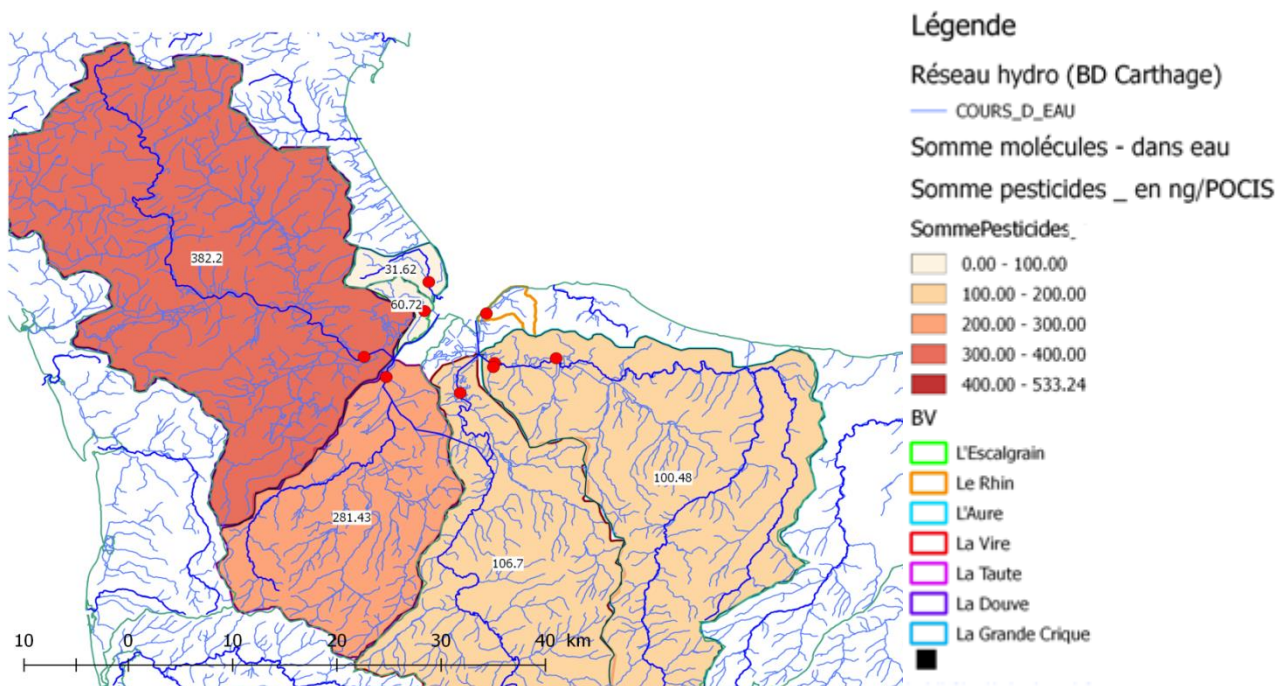 Légende
Réseau hydro (BD Carthage)
COURS_D_EAU
Somme molécules - dans eau
Somme pesticides _ en ng/POCIS
SommePesticides_
0.00 - 100.00
100.00 - 200.00
200.00 - 300.00
300.00 - 400.00
400.00 - 533.24
BV
L'Escalgrain
Le Rhin
L'Aure
La Vire
La Taute
La Douve
La Grande Crique
382.2
31.62
60.72
100.48
281.43
106.7
10 0 10 20 30 40 km